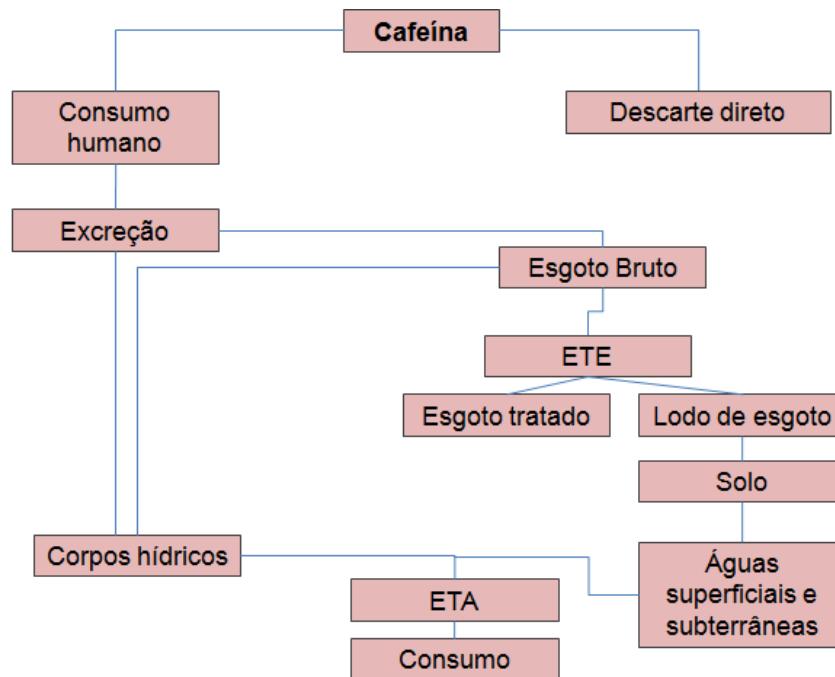 Cafeína
Consumo
humano
Descarte direto
Excreção
Esgoto Bruto
ETE
Esgoto tratado
Lodo de esgoto
Solo
Corpos hídricos
Águas
superficiais e
subterrâneas
ETA
Consumo